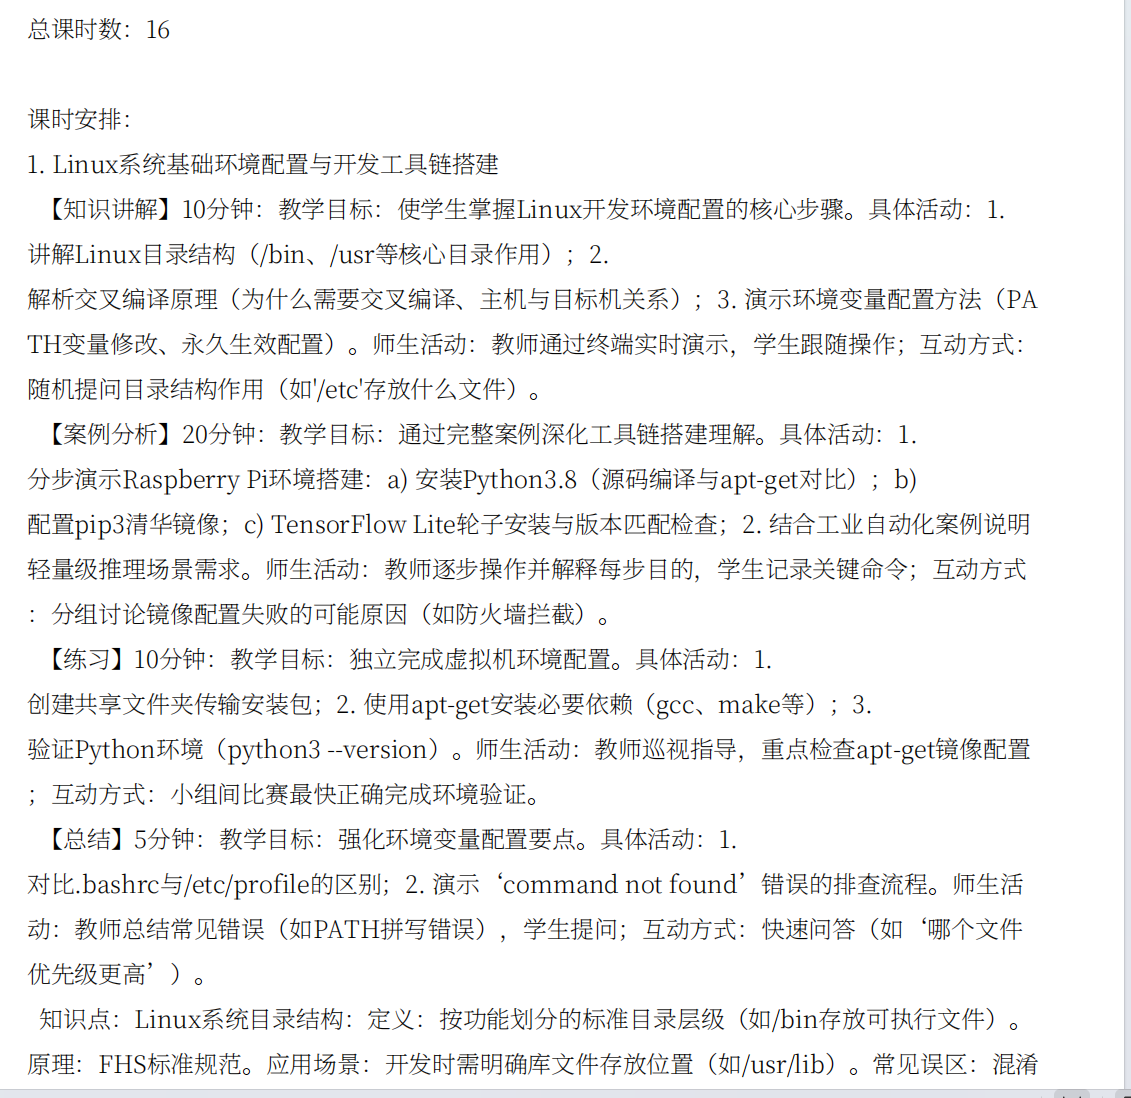 总课时数：16
课时安排：
1. Linux系统基础环境配置与开发工具链搭建
【知识讲解】10分钟：教学目标：使学生掌握Linux开发环境配置的核心步骤。具体活动：1.
讲解Linux目录结构（/bin、/usr等核心目录作用）；2.
解析交叉编译原理（为什么需要交叉编译、主机与目标机关系）；3. 演示环境变量配置方法（PA
TH变量修改、永久生效配置）。师生活动：教师通过终端实时演示，学生跟随操作；互动方式：
随机提问目录结构作用（如'/etc'存放什么文件）。
【案例分析】20分钟：教学目标：通过完整案例深化工具链搭建理解。具体活动：1.
分步演示Raspberry Pi环境搭建：a) 安装Python3.8（源码编译与apt-get对比）；b)
配置pip3清华镜像；c) TensorFlow Lite轮子安装与版本匹配检查；2. 结合工业自动化案例说明
轻量级推理场景需求。师生活动：教师逐步操作并解释每步目的，学生记录关键命令；互动方式
：分组讨论镜像配置失败的可能原因（如防火墙拦截）。
【练习】10分钟：教学目标：独立完成虚拟机环境配置。具体活动：1.
创建共享文件夹传输安装包；2. 使用apt-get安装必要依赖（gcc、make等）；3.
验证Python环境（python3 --version）。师生活动：教师巡视指导，重点检查apt-get镜像配置
；互动方式：小组间比赛最快正确完成环境验证。
【总结】5分钟：教学目标：强化环境变量配置要点。具体活动：1.
对比.bashrc与/etc/profile的区别；2. 演示‘command not found’错误的排查流程。师生活
动：教师总结常见错误（如PATH拼写错误），学生提问；互动方式：快速问答（如‘哪个文件
优先级更高’）。
知识点：Linux系统目录结构：定义：按功能划分的标准目录层级（如/bin存放可执行文件）。
原理：FHS标准规范。应用场景：开发时需明确库文件存放位置（如/usr/lib）。常见误区：混淆